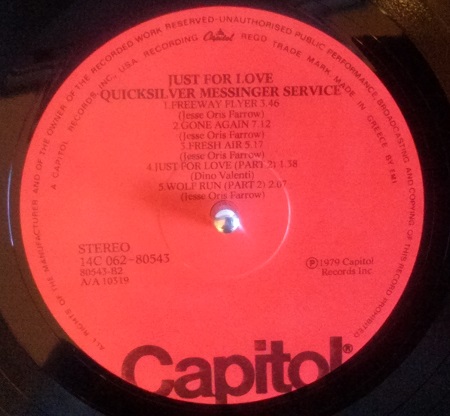 ALL RIGHTS OF THE MANUFACTURER AND OF THE OWNER OF THE RECORDED WORK RESERVED-UNAUTHORISED PUBLIC PERFORMANCE BROADCASTING AND COPYING OF THIS RECORD PROHIBITED
A CAPITOL RECORDS, INC., USA. RECORDING Capitol REG'D TRADE MARK MADE IN GREECE BY EMI
JUST FOR LOVE
QUICKSILVER MESSINGER SERVICE
1.FREEWAY FLYER 3.46
(Jesse Oris Farrow)
2.GONE AGAIN 7.12
(Jesse Oris Farrow)
3.FRESH AIR 5.17
(Jesse Oris Farrow)
4.JUST FOR LOVE (PART 2) 1.38
(Dino Valenti)
5.WOLF RUN (PART 2) 2.07
(Jesse Oris Farrow)
STEREO
14C 062-80543
80543-B2
A/A 10519
Ⓟ1979 Capitol
Records Inc
Capitol®